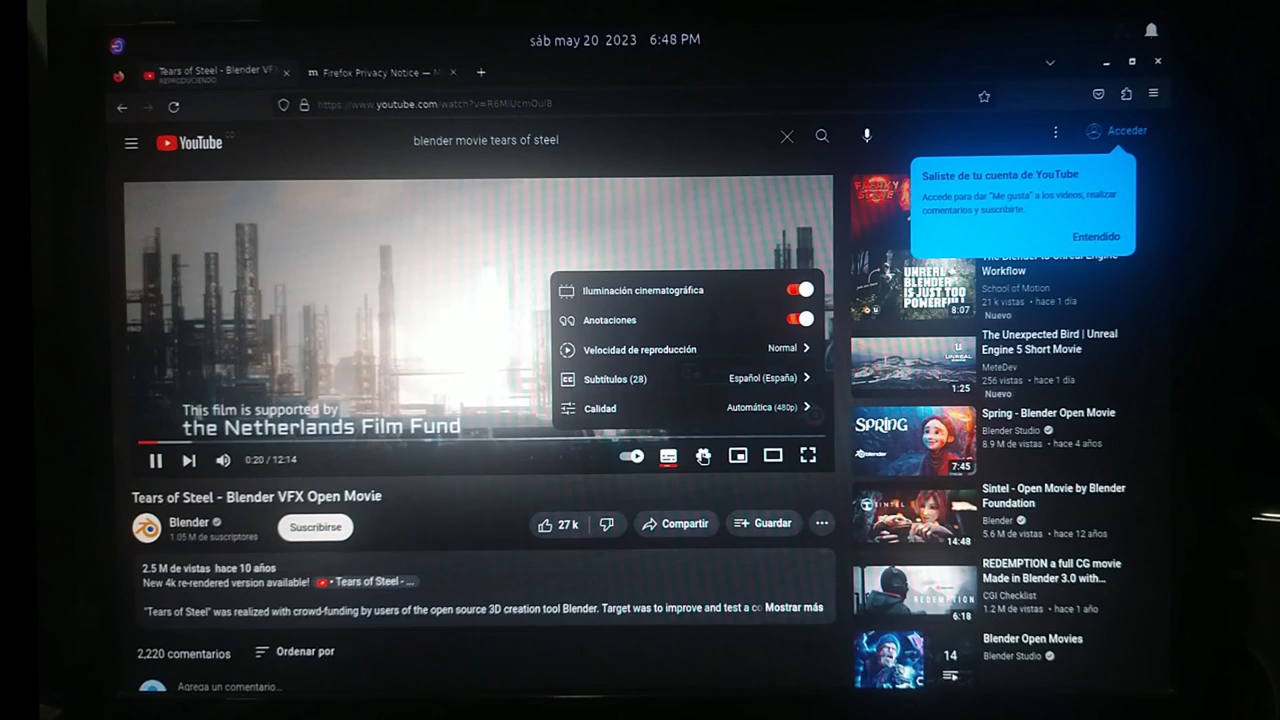 sáb may 20 2023 6:48 PM
Tears of Steel - Blender VF
REPRODUCIENDO
Firefox Privacy Notice — M
YouTube
CO
blender movie tears of steel
Acceder
Saliste de tu cuenta de YouTube
Accede para dar "Me gusta" a los videos, realizar
comentarios y suscribirte.
Entendido
This film is supported by
the Netherlands Film Fund
Iluminación cinematográfica
Anotaciones
Velocidad de reproducción Normal
Subtítulos (28) Español (España)
Calidad Automática (480p)
0:20 / 12:14
Tears of Steel - Blender VFX Open Movie
Blender
1.05 M de suscriptores
Suscribirse
27 k
Compartir
Guardar
2.5 M de vistas hace 10 años
New 4k re-rendered version available! • Tears of Steel - ...
"Tears of Steel" was realized with crowd-funding by users of the open source 3D creation tool Blender. Target was to improve and test a co Mostrar más
2,220 comentarios
Ordenar por
Agrega un comentario...
UNREAL +
BLENDER
IS JUST TOO
POWERFUL
8:07
Workflow
School of Motion
21 k vistas • hace 1 día
Nuevo
UNREAL
1:25
The Unexpected Bird | Unreal
Engine 5 Short Movie
MeteDev
256 vistas • hace 1 día
Nuevo
SPRING
blender
7:45
Spring - Blender Open Movie
Blender Studio
8.9 M de vistas • hace 4 años
SINTEL
14:48
Sintel - Open Movie by Blender
Foundation
Blender
5.6 M de vistas • hace 12 años
REDEMPTION
6:18
REDEMPTION a full CG movie
Made in Blender 3.0 with...
CGI Checklist
1.2 M de vistas • hace 1 año
14
Blender Open Movies
Blender Studio